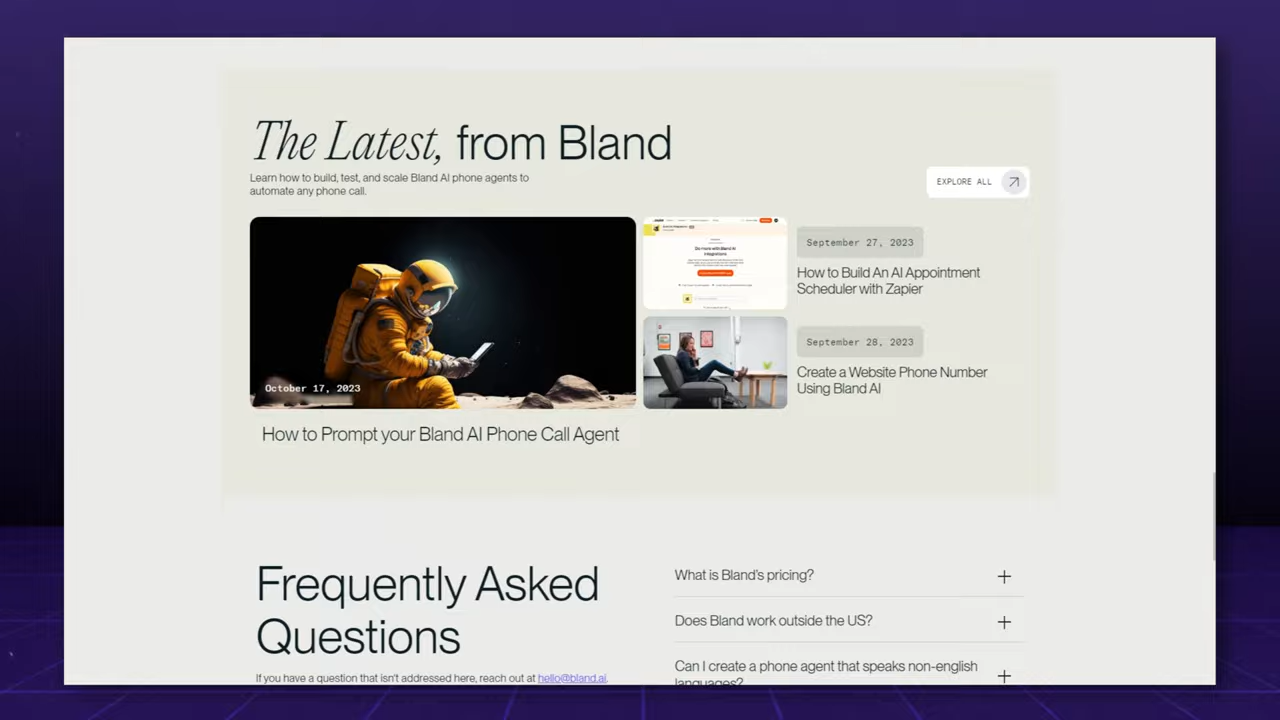 The Latest, from Bland
Learn how to build, test, and scale Bland AI phone agents to
automate any phone call.
EXPLORE ALL
October 17, 2023
How to Prompt your Bland AI Phone Call Agent
September 27, 2023
How to Build An AI Appointment
Scheduler with Zapier
September 28, 2023
Create a Website Phone Number
Using Bland AI
Frequently Asked
Questions
If you have a question that isn't addressed here, reach out at hello@bland.ai.
What is Bland's pricing?
Does Bland work outside the US?
Can I create a phone agent that speaks non-english
languages?